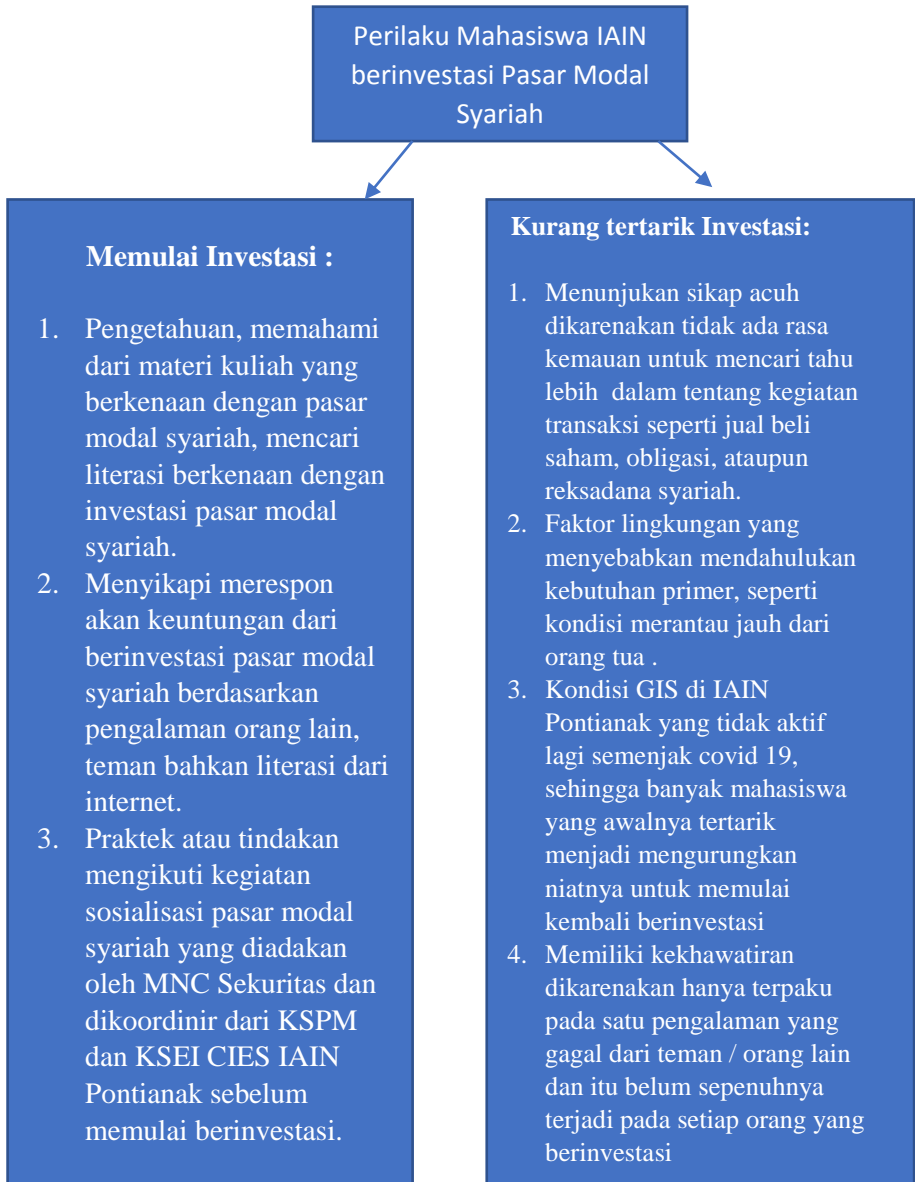 Perilaku Mahasiswa IAIN
berinvestasi Pasar Modal
Syariah
Memulai Investasi :
1. Pengetahuan, memahami
dari materi kuliah yang
berkenaan dengan pasar
modal syariah, mencari
literasi berkenaan dengan
investasi pasar modal
syariah.
2. Menyikapi merespon
akan keuntungan dari
berinvestasi pasar modal
syariah berdasarkan
pengalaman orang lain,
teman bahkan literasi dari
internet.
3. Praktek atau tindakan
mengikuti kegiatan
sosialisasi pasar modal
syariah yang diadakan
oleh MNC Sekuritas dan
dikoordinir dari KSPM
dan KSEI CIES IAIN
Pontianak sebelum
memulai berinvestasi.
Kurang tertarik Investasi:
1. Menunjukan sikap acuh
dikarenakan tidak ada rasa
kemauan untuk mencari tahu
lebih dalam tentang kegiatan
transaksi seperti jual beli
saham, obligasi, ataupun
reksadana syariah.
2. Faktor lingkungan yang
menyebabkan mendahulukan
kebutuhan primer, seperti
kondisi merantau jauh dari
orang tua .
3. Kondisi GIS di IAIN
Pontianak yang tidak aktif
lagi semenjak covid 19,
sehingga banyak mahasiswa
yang awalnya tertarik
menjadi mengurungkan
niatnya untuk memulai
kembali berinvestasi
4. Memiliki kekhawatiran
dikarenakan hanya terpaku
pada satu pengalaman yang
gagal dari teman / orang lain
dan itu belum sepenuhnya
terjadi pada setiap orang yang
berinvestasi